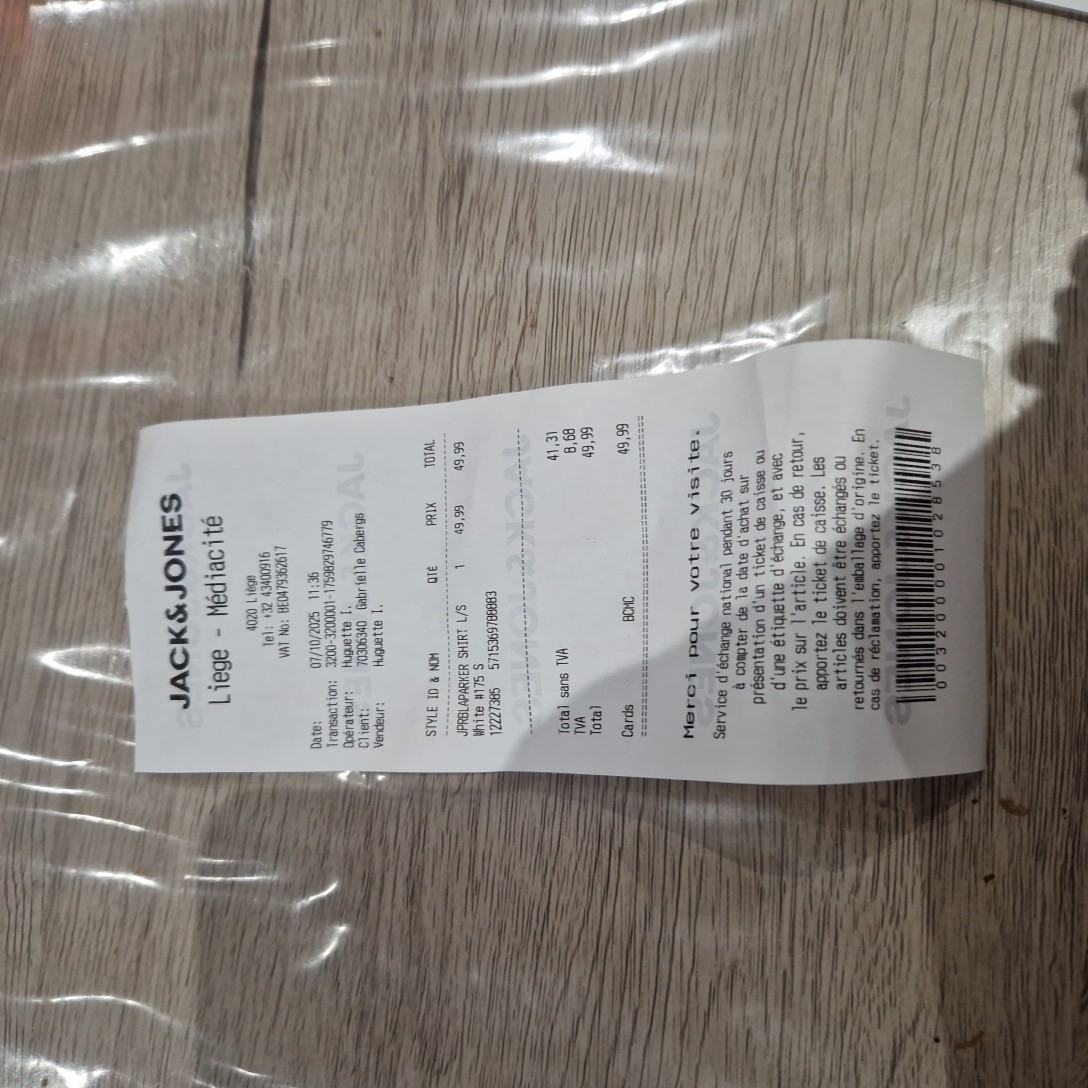 JACK&JONES
Liege - Médiacité
4020 Liège
Tel: +32 43400916
VAT No: BE0479362617
Date: 07/10/2025 11:36
Transaction: 3200-3200001-1759829746779
Opérateur: Huguette I.
Client: 70306340 Gabrielle Cabergs
Vendeur: Huguette I.
STYLE ID & NOM QTÉ PRIX TOTAL
JPRBLAPARKER SHIRT L/S 1 49,99 49,99
White #175 S
12227385 5715369788883
Total sans TVA 41,31
TVA 8,68
Total 49,99
Cards BCMC 49,99
Merci pour votre visite.
Service d'échange national pendant 30 jours
à compter de la date d'achat sur
présentation d'un ticket de caisse ou
d'une étiquette d'échange, et avec
le prix sur l'article. En cas de retour,
apportez le ticket de caisse. Les
articles doivent être échangés ou
retournés dans l'emballage d'origine. En
cas de réclamation, apportez le ticket.
003200001028538